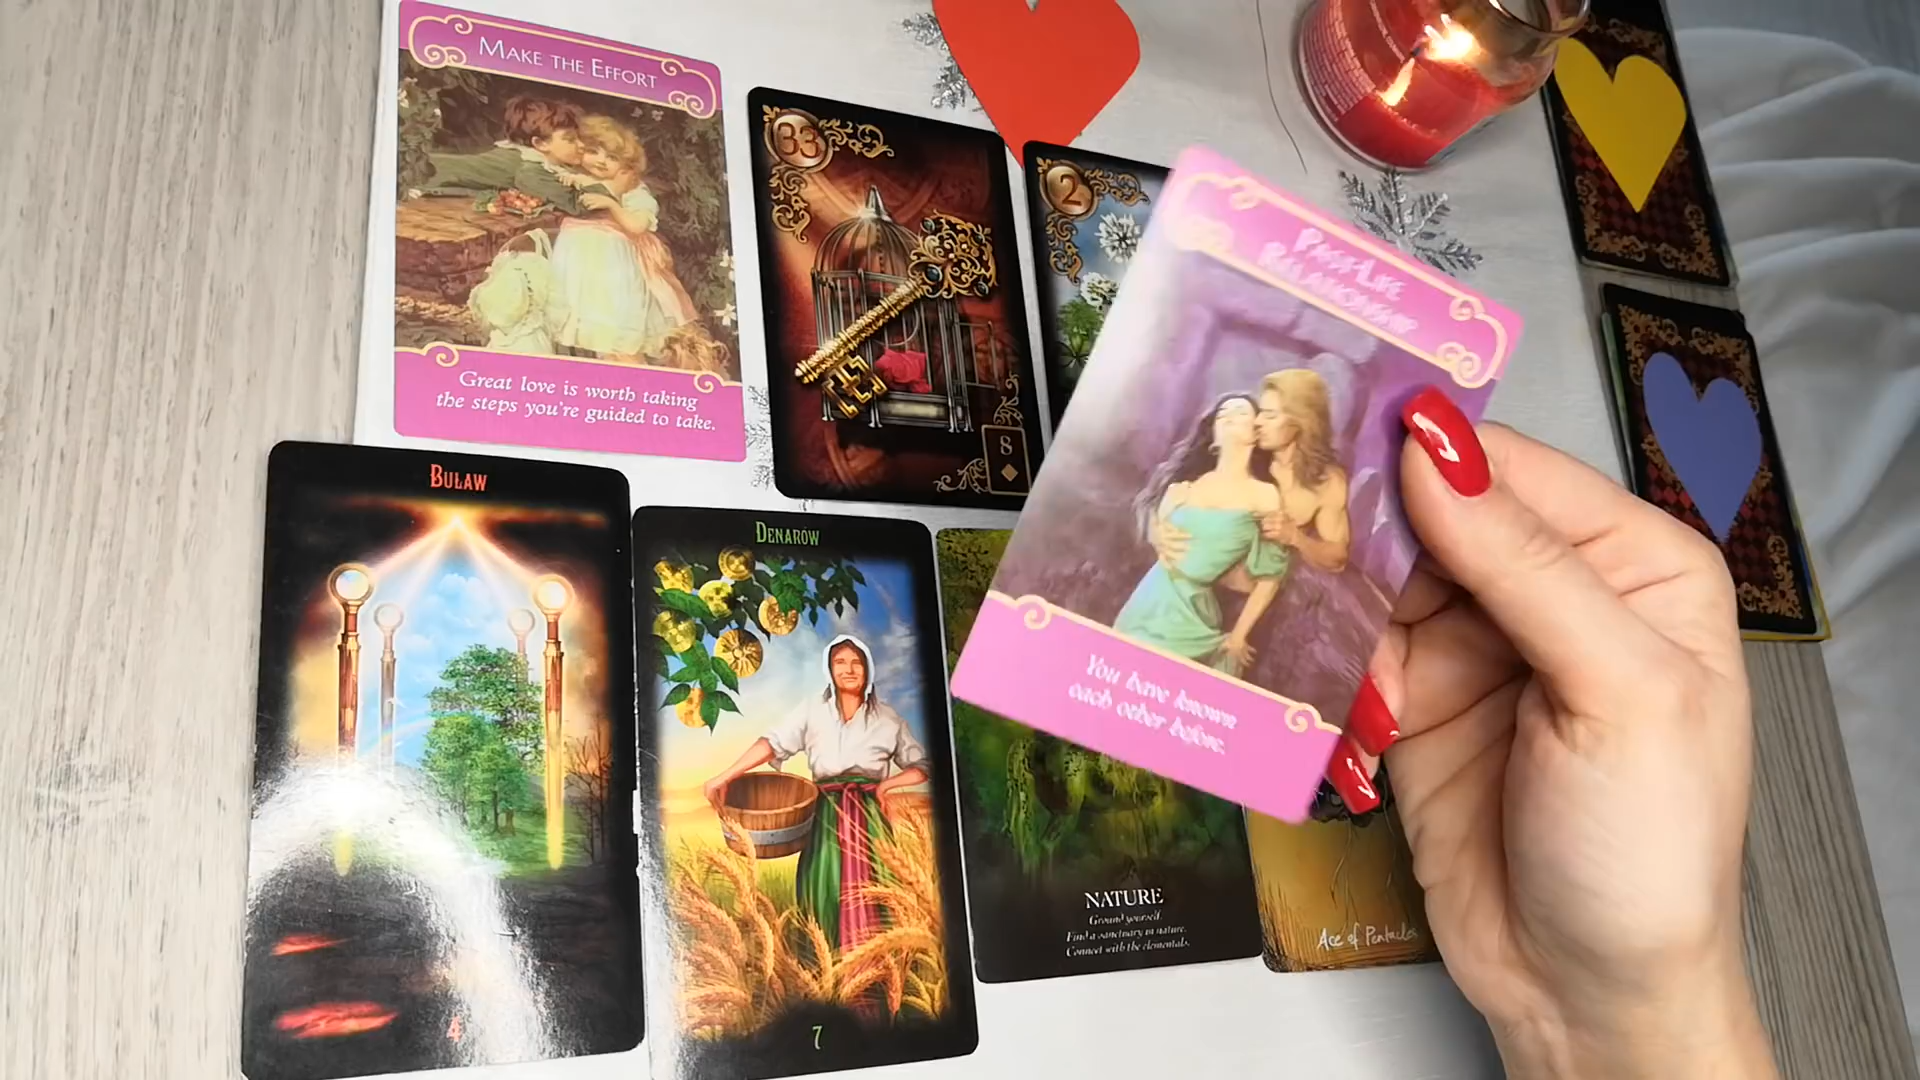 MAKE THE EFFORT
Great love is worth taking
the steps you're guided to take.
33
8
2
PAST-LIFE
RELATIONSHIP
You have known
each other before.
BULAW
4
DENARÓW
7
NATURE
Ground yourself.
Find a sanctuary in nature.
Connect with the elementals.
Ace of Pentacles